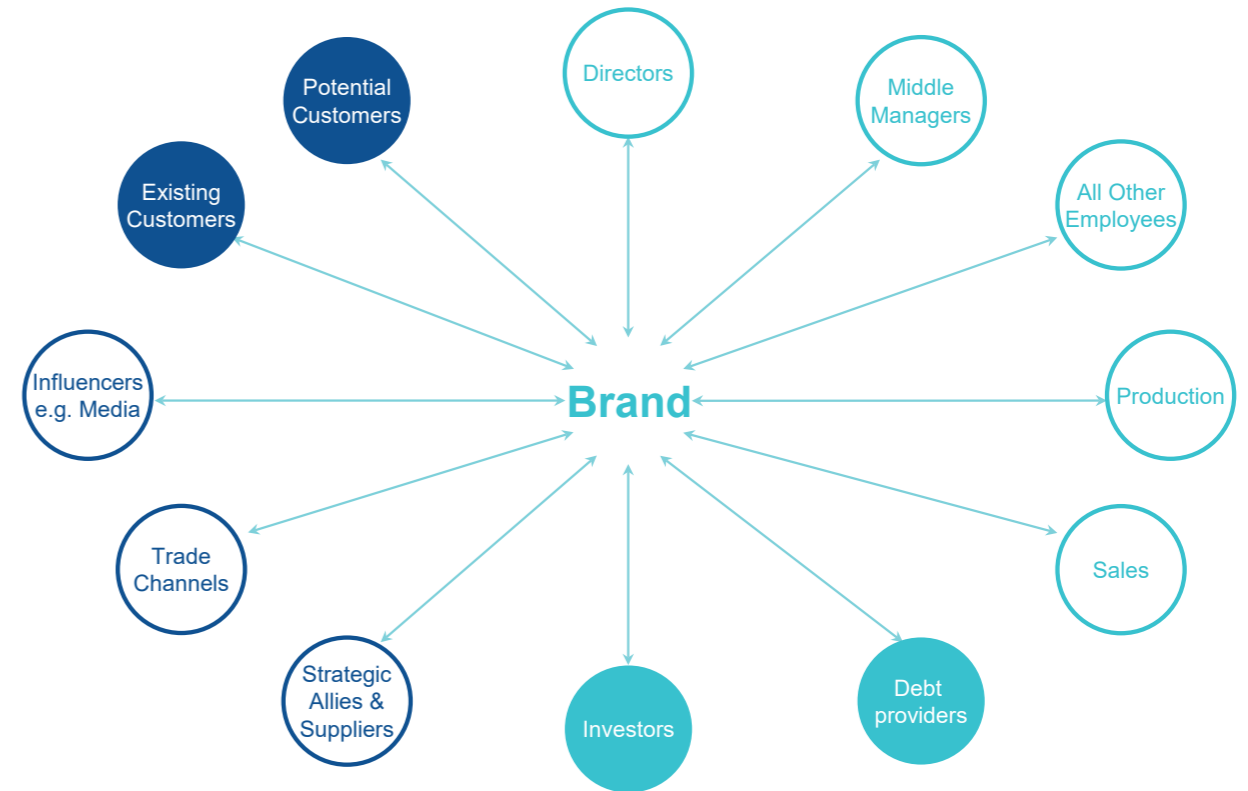 Directors
Potential
Customers
Middle
Managers
Existing
Customers
All Other
Employees
Influencers
e.g. Media
Brand
Production
Trade
Channels
Sales
Strategic
Allies &
Suppliers
Investors
Debt
providers